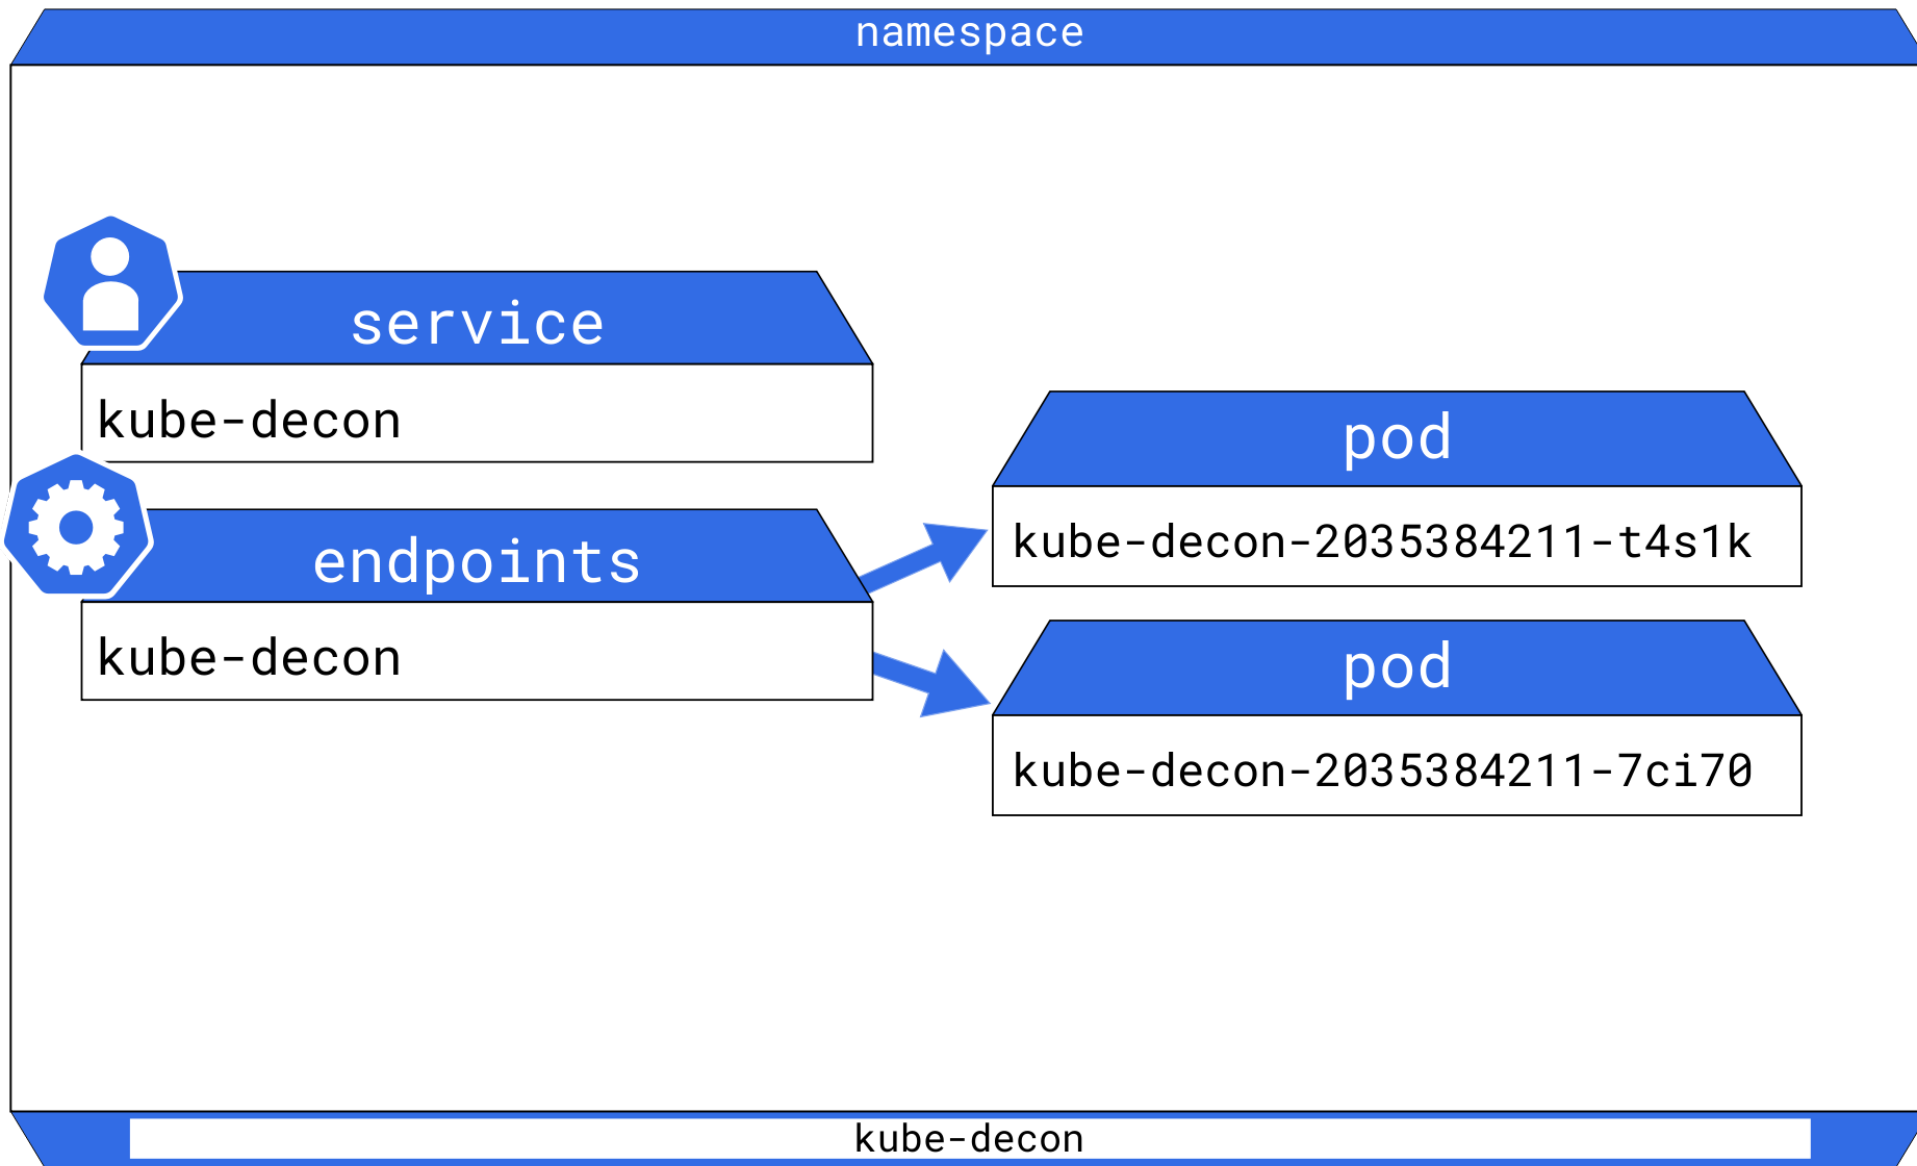 namespace
service
kube-decon
endpoints
kube-decon
pod
kube-decon-2035384211-t4s1k
pod
kube-decon-2035384211-7ci70
kube-decon